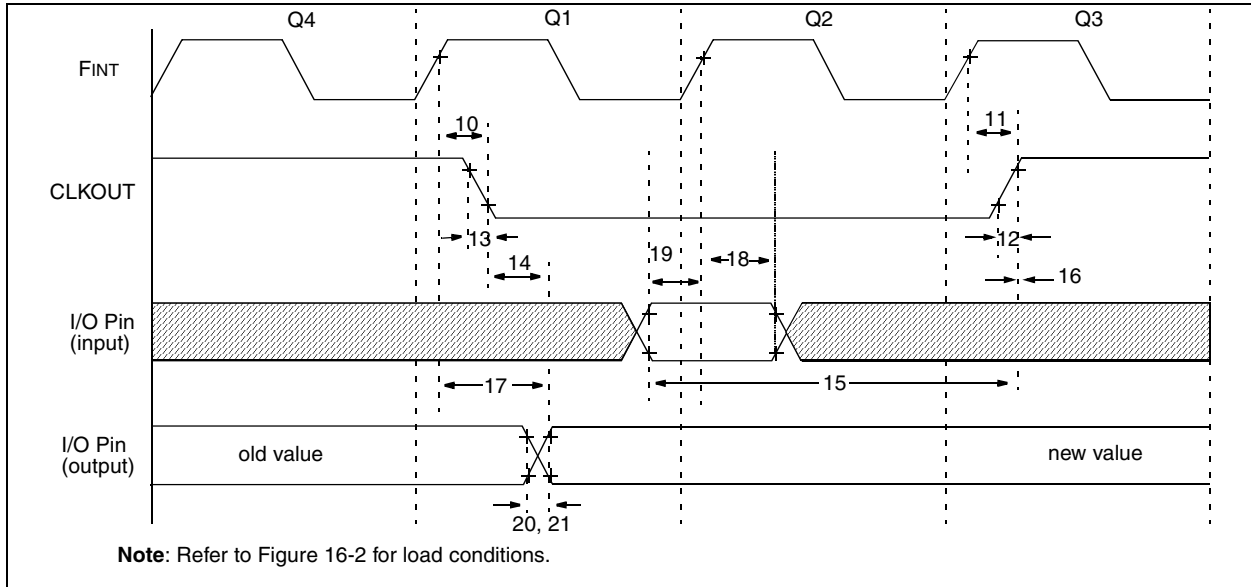 Q4 Q1 Q2 Q3
FINT
10 11
CLKOUT
13 12
14 19 18 16
I/O Pin
(input)
17 15
I/O Pin
(output)
old value new value
20, 21
Note: Refer to Figure 16-2 for load conditions.